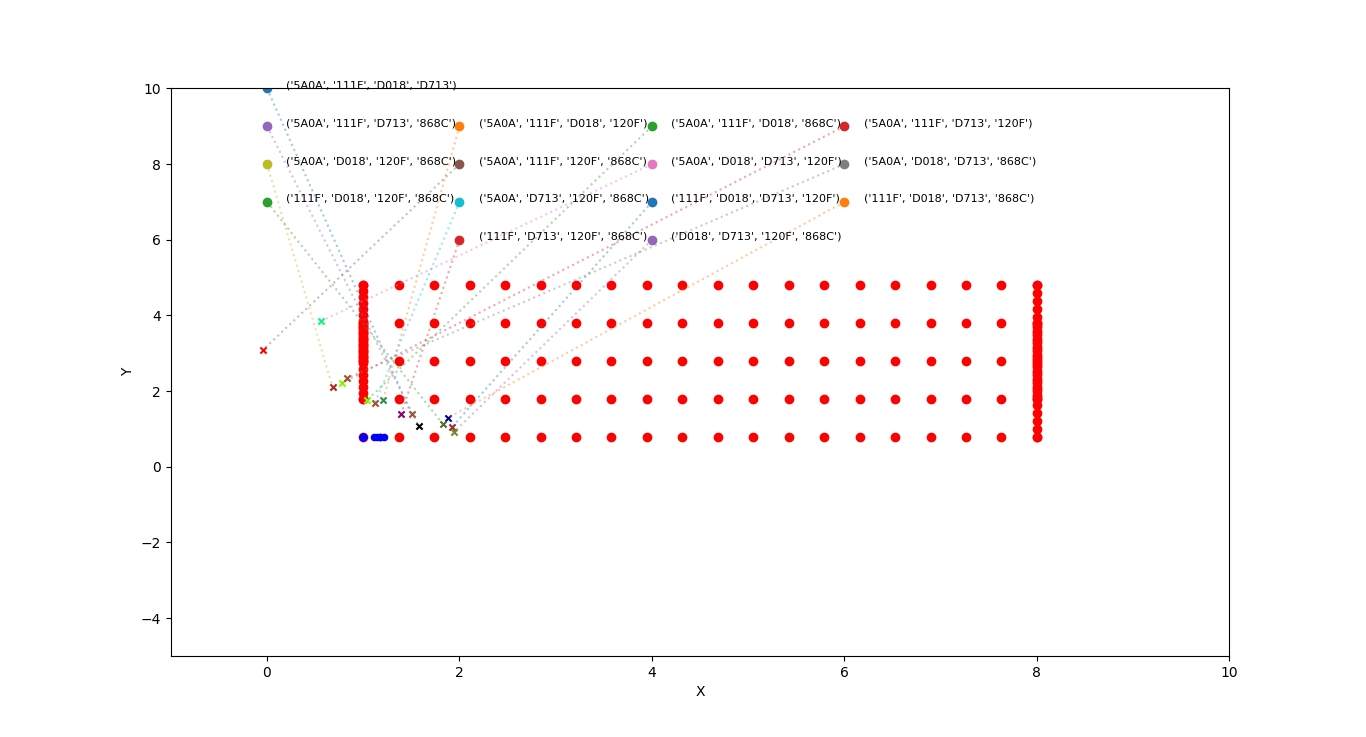 ('5A0A', '111F', 'D018', 'D713')
('5A0A', '111F', 'D713', '868C') ('5A0A', '111F', 'D018', '120F') ('5A0A', '111F', 'D018', '868C') ('5A0A', '111F', 'D713', '120F')
('5A0A', 'D018', '120F', '868C') ('5A0A', '111F', '120F', '868C') ('5A0A', 'D018', 'D713', '120F') ('5A0A', 'D018', 'D713', '868C')
('111F', 'D018', '120F', '868C') ('5A0A', 'D713', '120F', '868C') ('111F', 'D018', 'D713', '120F') ('111F', 'D018', 'D713', '868C')
('111F', 'D713', '120F', '868C') ('D018', 'D713', '120F', '868C')
10
8
6
4
2
0
−2
−4
Y
0 2 4 6 8 10
X